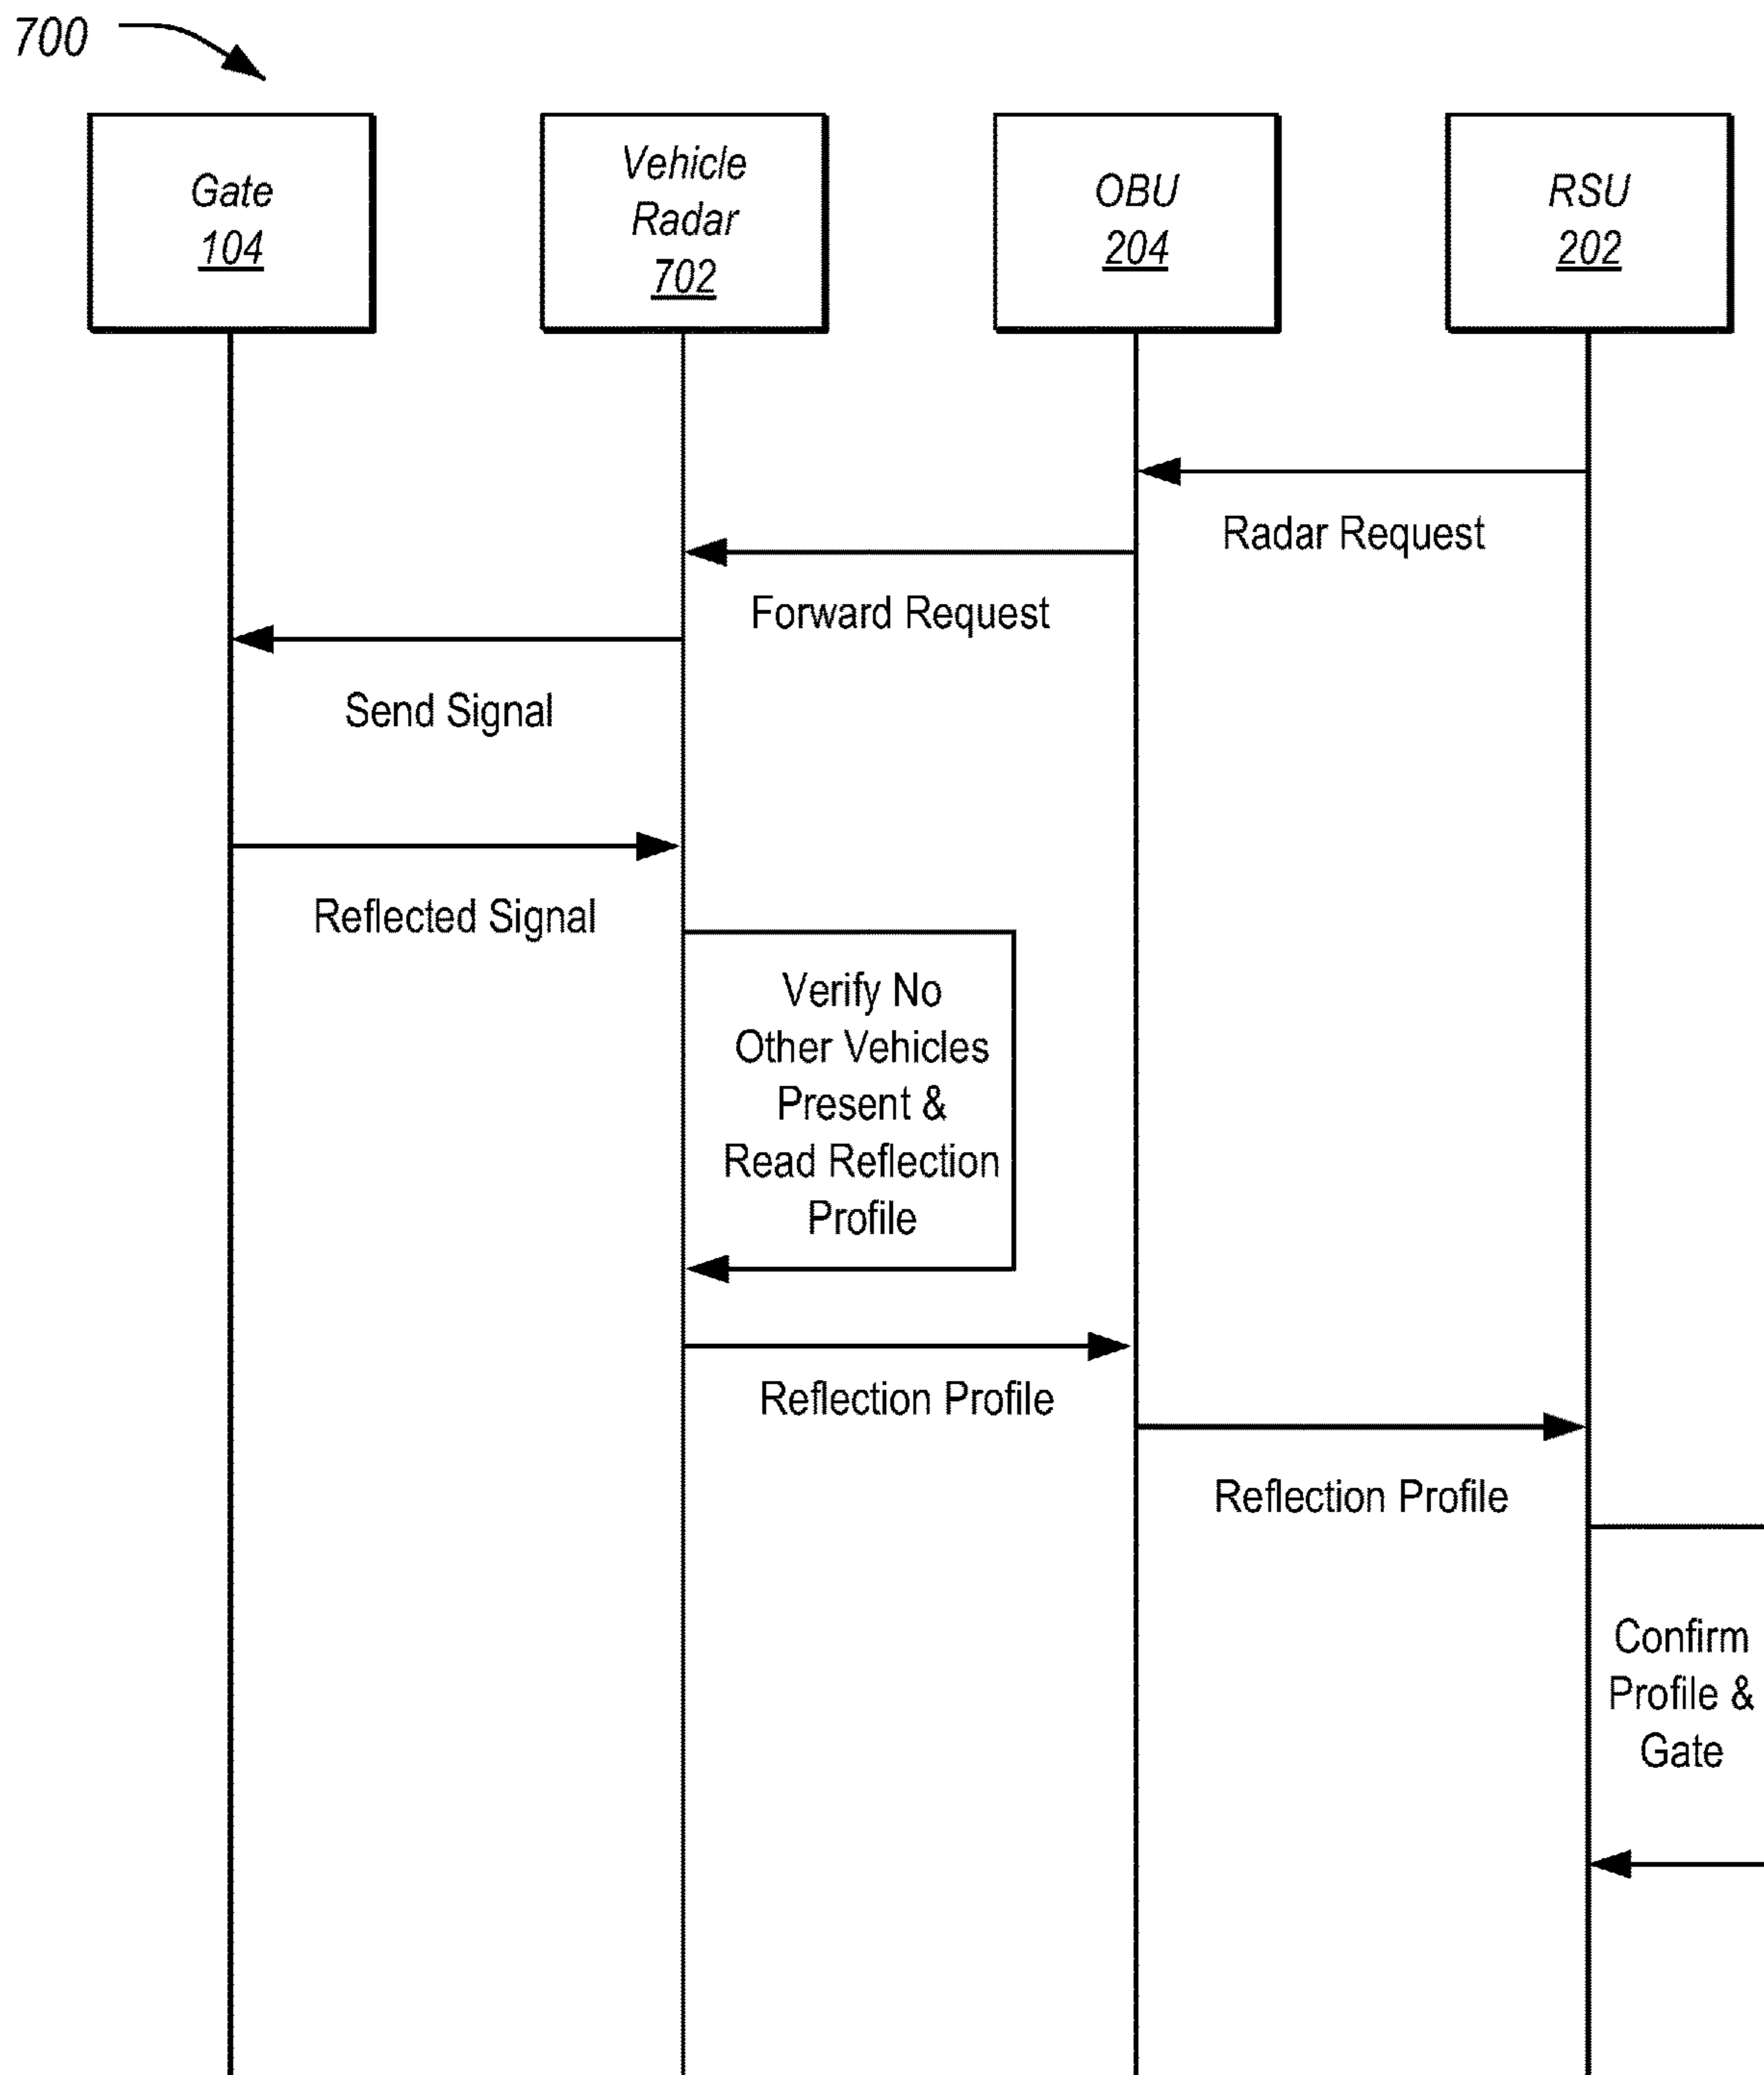 700
Gate
104
Vehicle
Radar
702
OBU
204
RSU
202
Radar Request
Forward Request
Send Signal
Reflected Signal
Verify No
Other Vehicles
Present &
Read Reflection
Profile
Reflection Profile
Reflection Profile
Confirm
Profile &
Gate